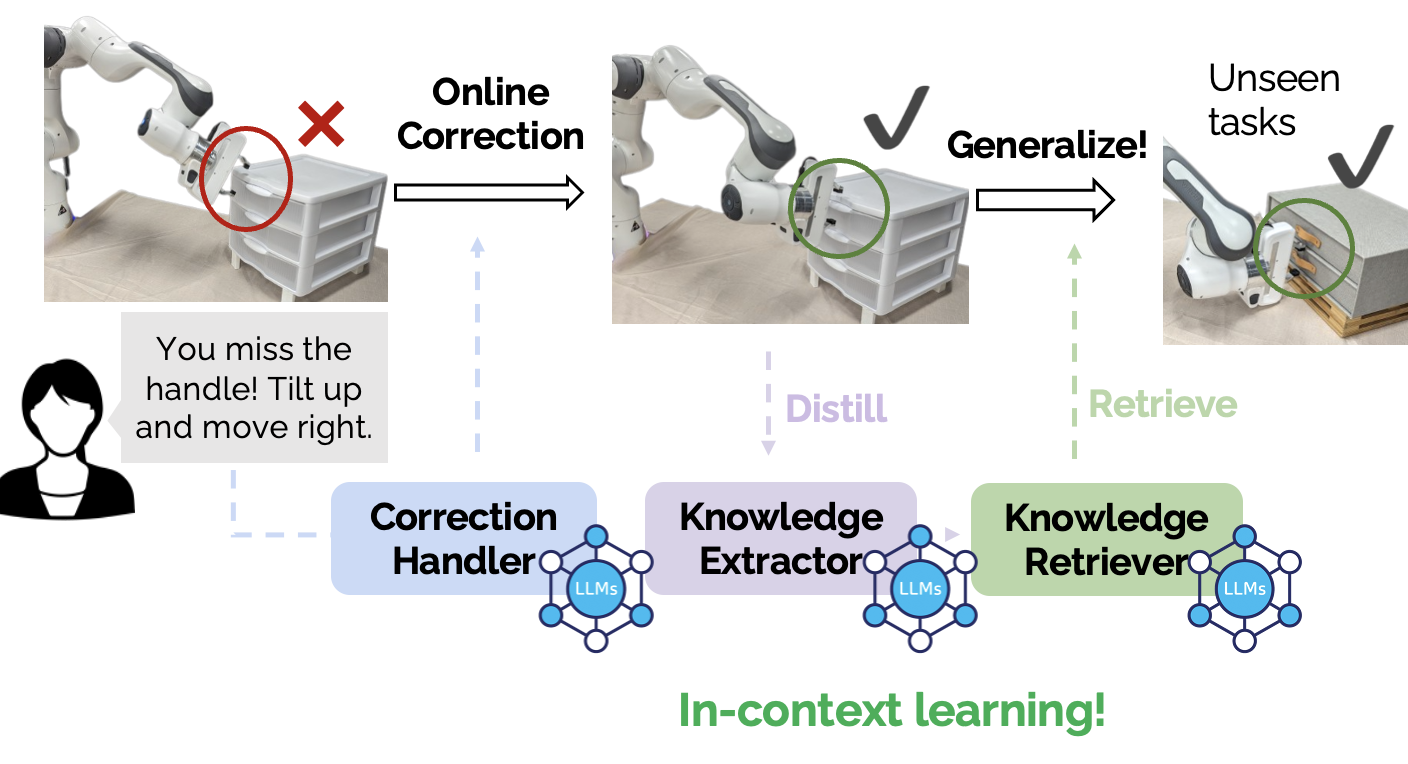 Online
Correction
Generalize!
Unseen
tasks
You miss the
handle! Tilt up
and move right.
Distill
Retrieve
Correction
Handler
LLMs
Knowledge
Extractor
LLMs
Knowledge
Retriever
LLMs
In-context learning!